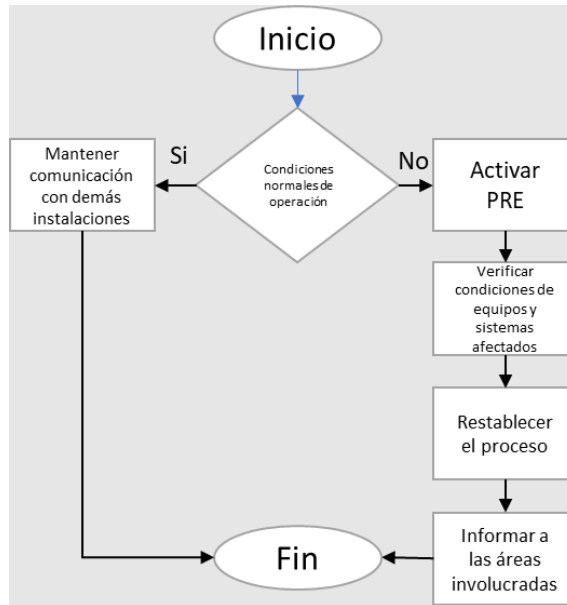 Inicio
Si
Condiciones
normales de
operación
No
Mantener
comunicación
con demás
instalaciones
Activar
PRE
Verificar
condiciones de
equipos y
sistemas
afectados
Restablecer
el proceso
Informar a
las áreas
involucradas
Fin